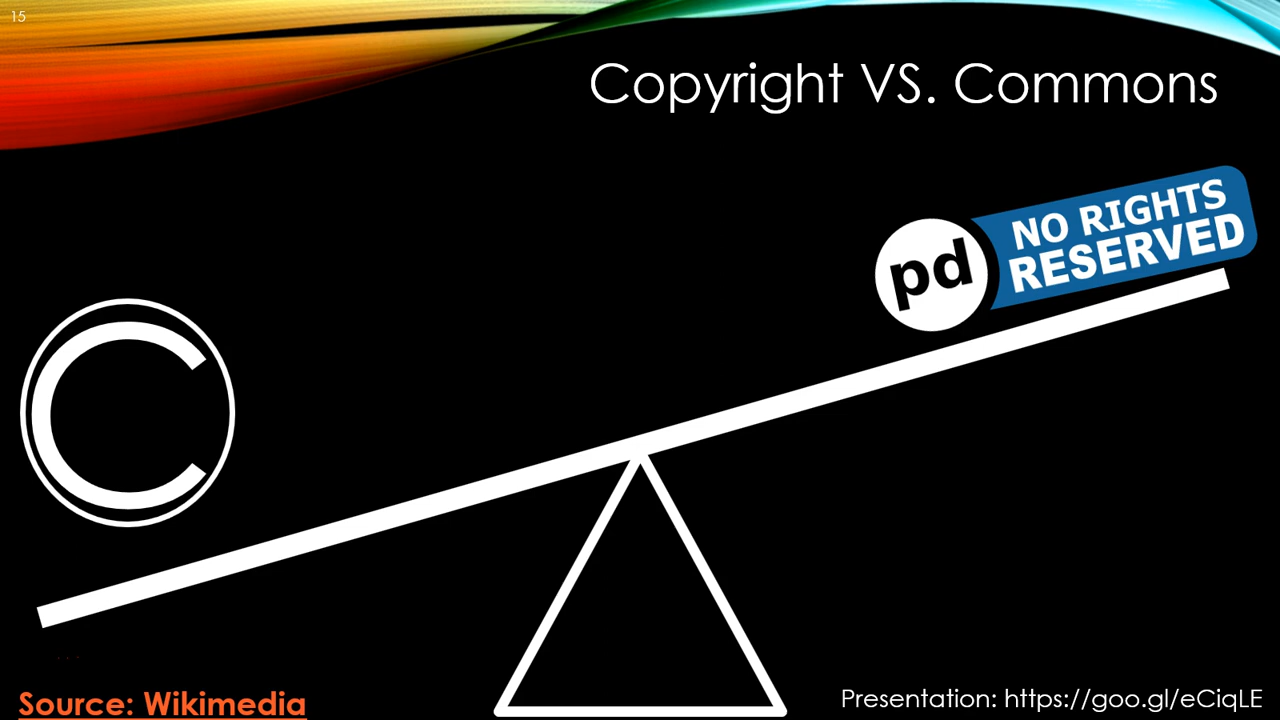 15
Copyright VS. Commons
NO RIGHTS
RESERVED
pd
C
Source: Wikimedia
Presentation: https://goo.gl/eCiqLE